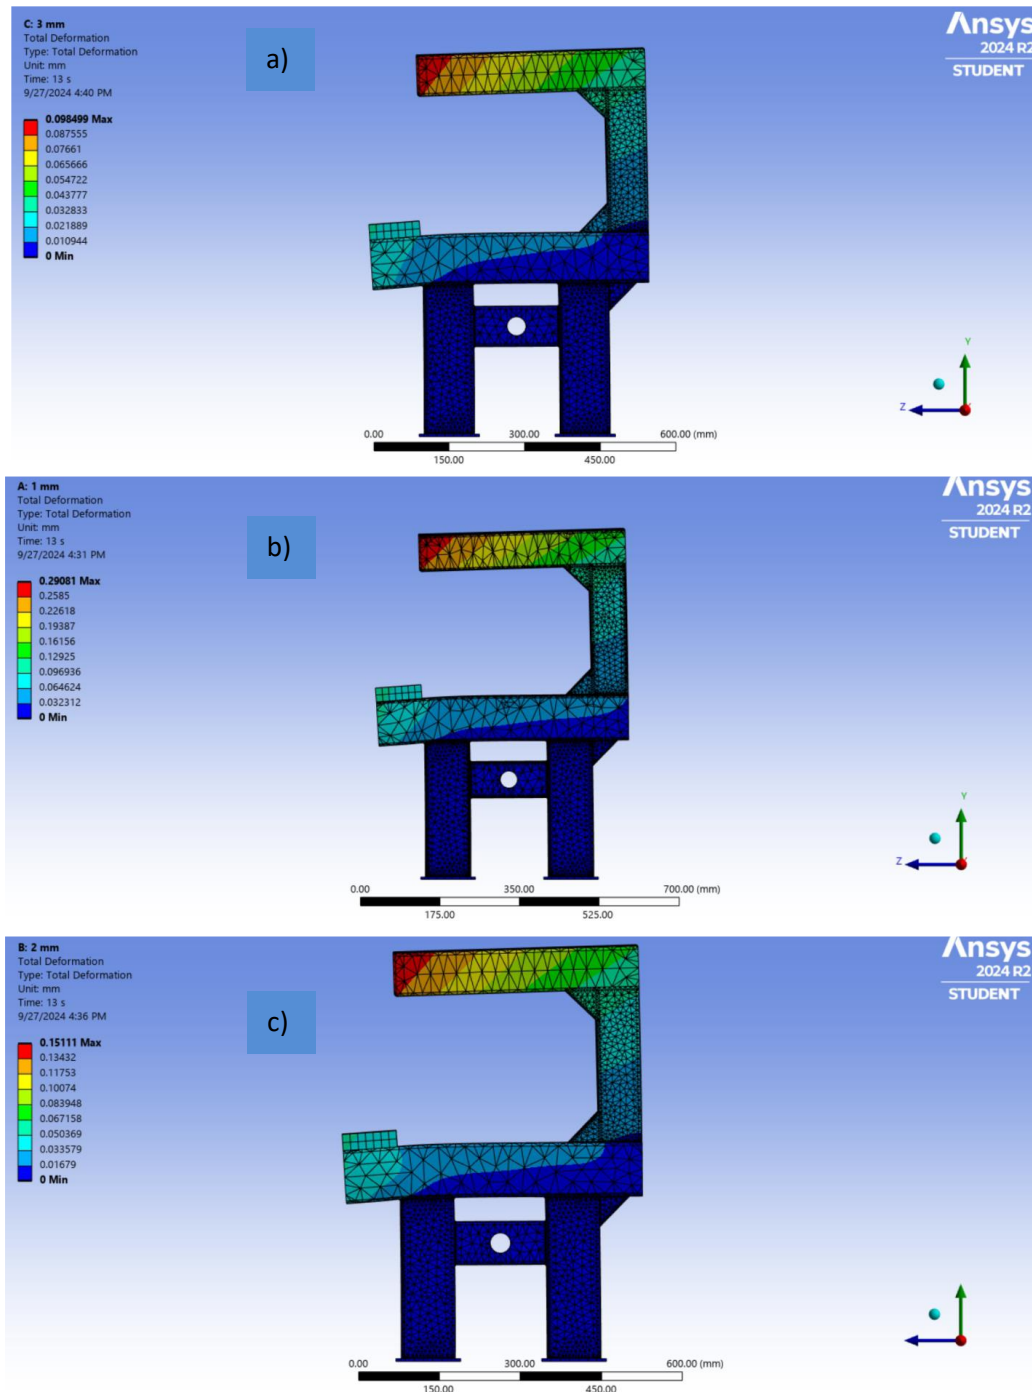 C: 3 mm
Total Deformation
Type: Total Deformation
Unit: mm
Time: 13 s
9/27/2024 4:40 PM
0.098499 Max
0.087555
0.07661
0.065666
0.054722
0.043777
0.032833
0.021889
0.010944
0 Min
a)
Ansys
2024 R2
STUDENT
Y
Z
0.00 300.00 600.00 (mm)
150.00 450.00
A: 1 mm
Total Deformation
Type: Total Deformation
Unit: mm
Time: 13 s
9/27/2024 4:31 PM
0.29081 Max
0.2585
0.22618
0.19387
0.16156
0.12925
0.096936
0.064624
0.032312
0 Min
b)
Ansys
2024 R2
STUDENT
Y
Z
0.00 350.00 700.00 (mm)
175.00 525.00
B: 2 mm
Total Deformation
Type: Total Deformation
Unit: mm
Time: 13 s
9/27/2024 4:36 PM
0.15111 Max
0.13432
0.11753
0.10074
0.083948
0.067158
0.050369
0.033579
0.01679
0 Min
c)
Ansys
2024 R2
STUDENT
0.00 300.00 600.00 (mm)
150.00 450.00